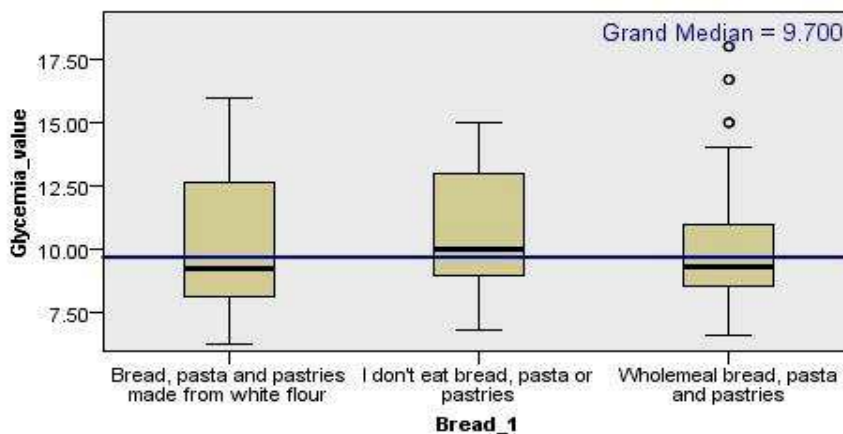 Grand Median = 9.700
17.50
15.00
12.50
10.00
7.50
Glycemia_value
Bread, pasta and pastries
made from white flour
I don't eat bread, pasta or
pastries
Wholemeal bread, pasta
and pastries
Bread_1